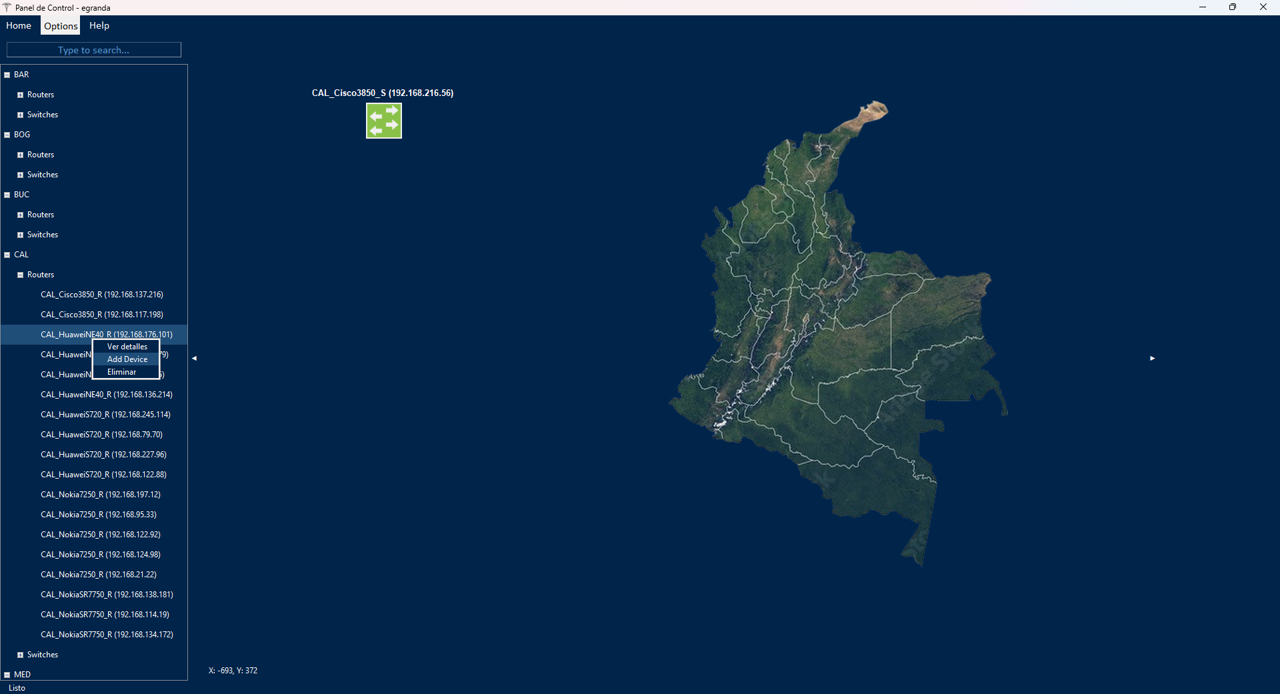 Panel de Control - egranda
Home Options Help
Type to search...
BAR
Routers
Switches
BOG
Routers
Switches
BUC
Routers
Switches
CAL
Routers
CAL_Cisco3850_R (192.168.137.216)
CAL_Cisco3850_R (192.168.117.198)
CAL_HuaweiNE40_R (192.168.176.101)
CAL_HuaweiN
CAL_HuaweiN
CAL_HuaweiNE40_R (192.168.136.214)
CAL_HuaweiS720_R (192.168.245.114)
CAL_HuaweiS720_R (192.168.79.70)
CAL_HuaweiS720_R (192.168.227.96)
CAL_HuaweiS720_R (192.168.122.88)
CAL_Nokia7250_R (192.168.197.12)
CAL_Nokia7250_R (192.168.95.33)
CAL_Nokia7250_R (192.168.122.92)
CAL_Nokia7250_R (192.168.124.98)
CAL_Nokia7250_R (192.168.21.22)
CAL_NokiaSR7750_R (192.168.138.181)
CAL_NokiaSR7750_R (192.168.114.19)
CAL_NokiaSR7750_R (192.168.134.172)
Switches
MED
Listo
Ver detalles
Add Device
Eliminar
CAL_Cisco3850_S (192.168.216.56)
X: -693, Y: 372